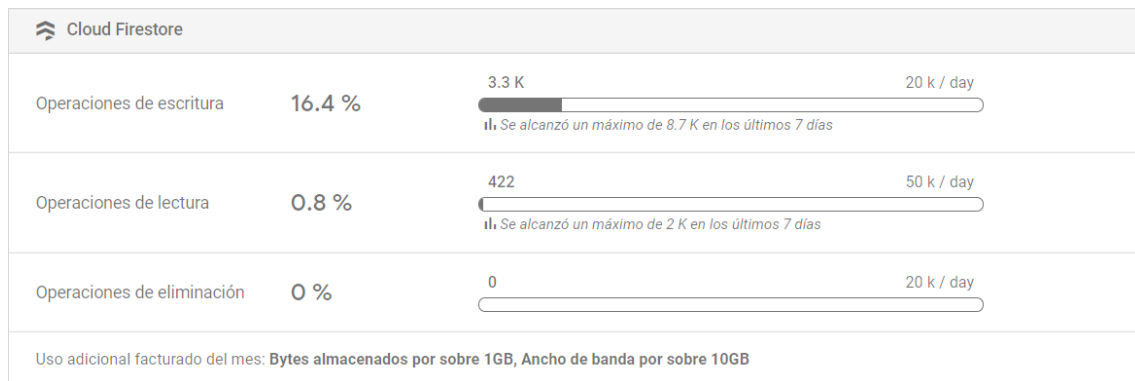 Cloud Firestore
Operaciones de escritura
16.4 %
3.3 K
20 k / day
Se alcanzó un máximo de 8.7 K en los últimos 7 días
Operaciones de lectura
0.8 %
422
50 k / day
Se alcanzó un máximo de 2 K en los últimos 7 días
Operaciones de eliminación
0 %
0
20 k / day
Uso adicional facturado del mes: Bytes almacenados por sobre 1GB, Ancho de banda por sobre 10GB